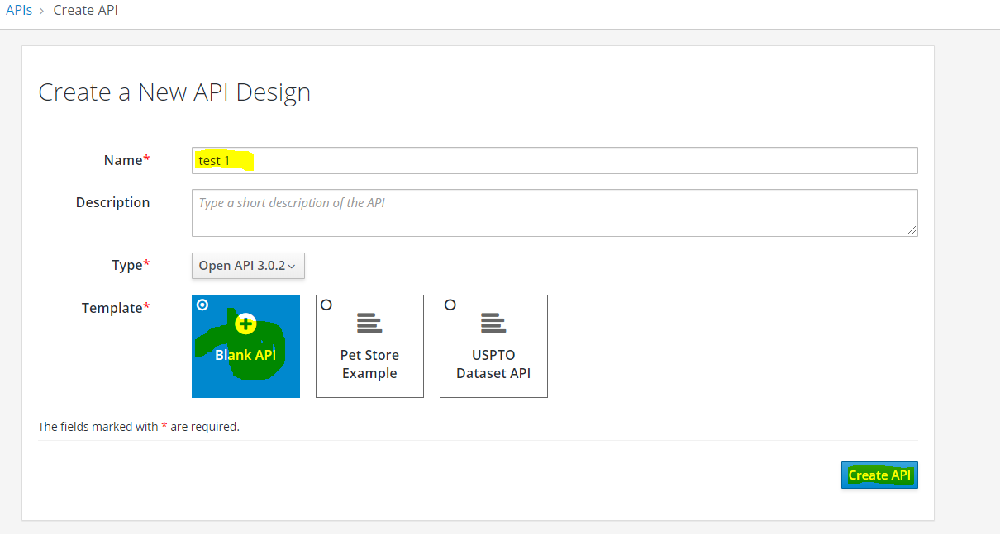 APIs > Create API
Create a New API Design
Name*
test 1
Description
Type a short description of the API
Type*
Open API 3.0.2
Template*
Blank API
Pet Store
Example
USPTO
Dataset API
The fields marked with * are required.
Create API